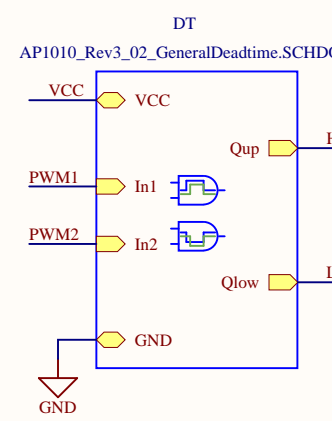 DT
AP1010_Rev3_02_GeneralDeadtime.SCHDO
VCC
VCC
Qup
H
PWM1
In1
PWM2
In2
Qlow
L
GND
GND